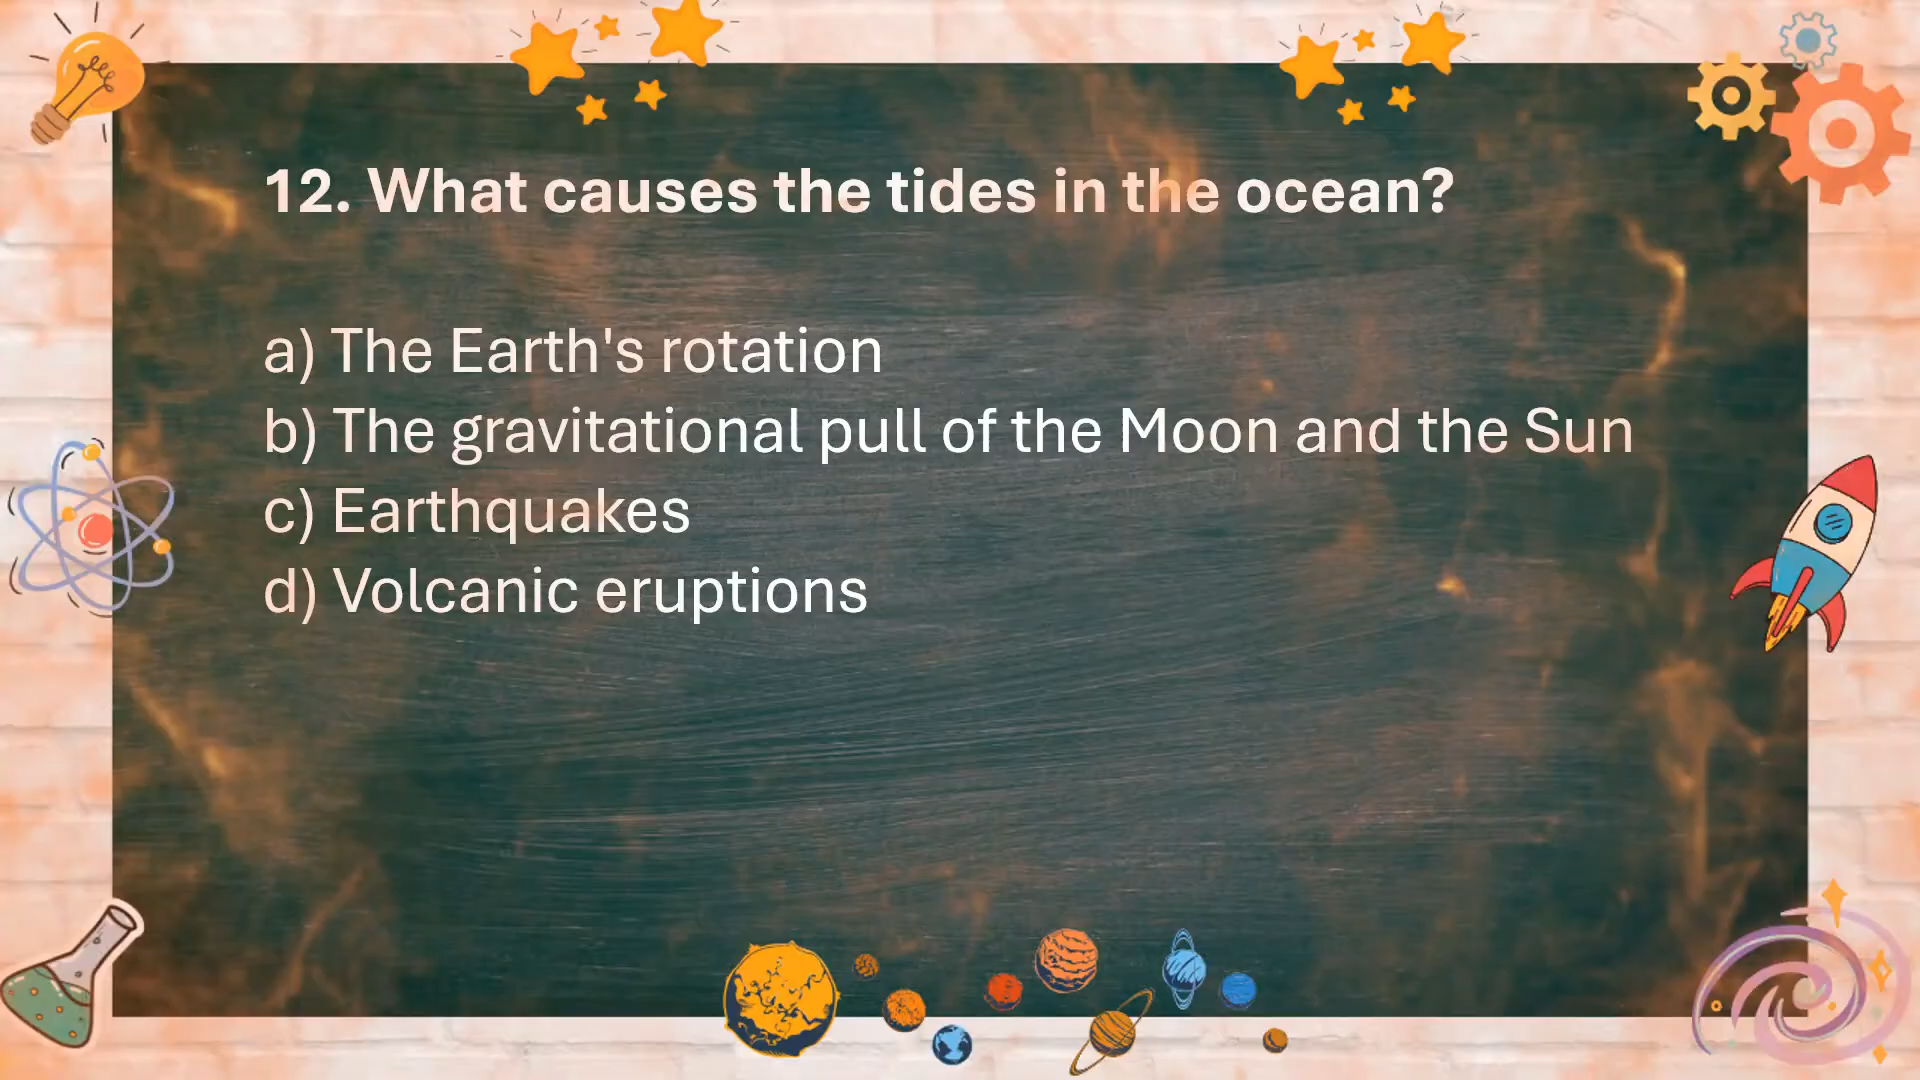 12. What causes the tides in the ocean?
a) The Earth's rotation
b) The gravitational pull of the Moon and the Sun
c) Earthquakes
d) Volcanic eruptions